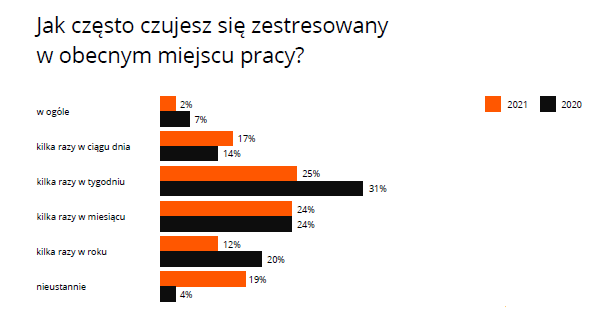 Jak często czujesz się zestresowany
w obecnym miejscu pracy?
2021 2020
w ogóle 2%
7%
kilka razy w ciągu dnia 17%
14%
kilka razy w tygodniu 25%
31%
kilka razy w miesiącu 24%
24%
kilka razy w roku 12%
20%
nieustannie 19%
4%